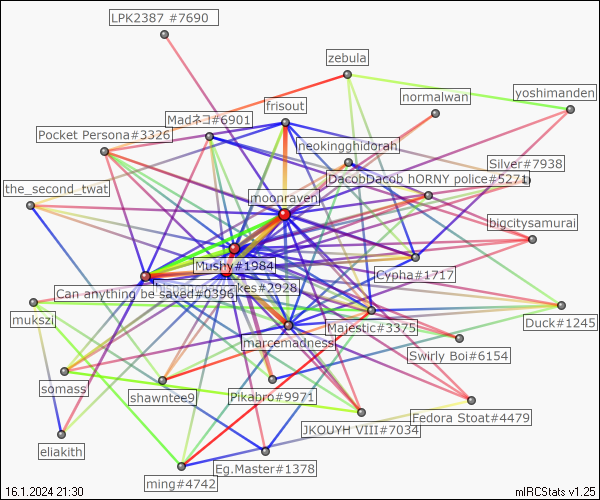 LPK2387 #7690
zebula
yoshimanden
normalwan
frisout
Madネコ#6901
Pocket Persona#3326
neokingghidorah
Silver#7938
DacobDacob hORNY police#5271
the_second_twat
moonraven
bigcitysamurai
Mushy#1984
Cypha#1717
kes#2928
Can anything be saved#0396
mukszi
Duck#1245
Majestic#3375
marcemadness
Swirly Boi#6154
somass
shawntee9
Pikabro#9971
Fedora Stoat#4479
JKOUYH VIII#7034
eliakith
Eg.Master#1378
ming#4742
16.1.2024 21:30
mIRCStats v1.25